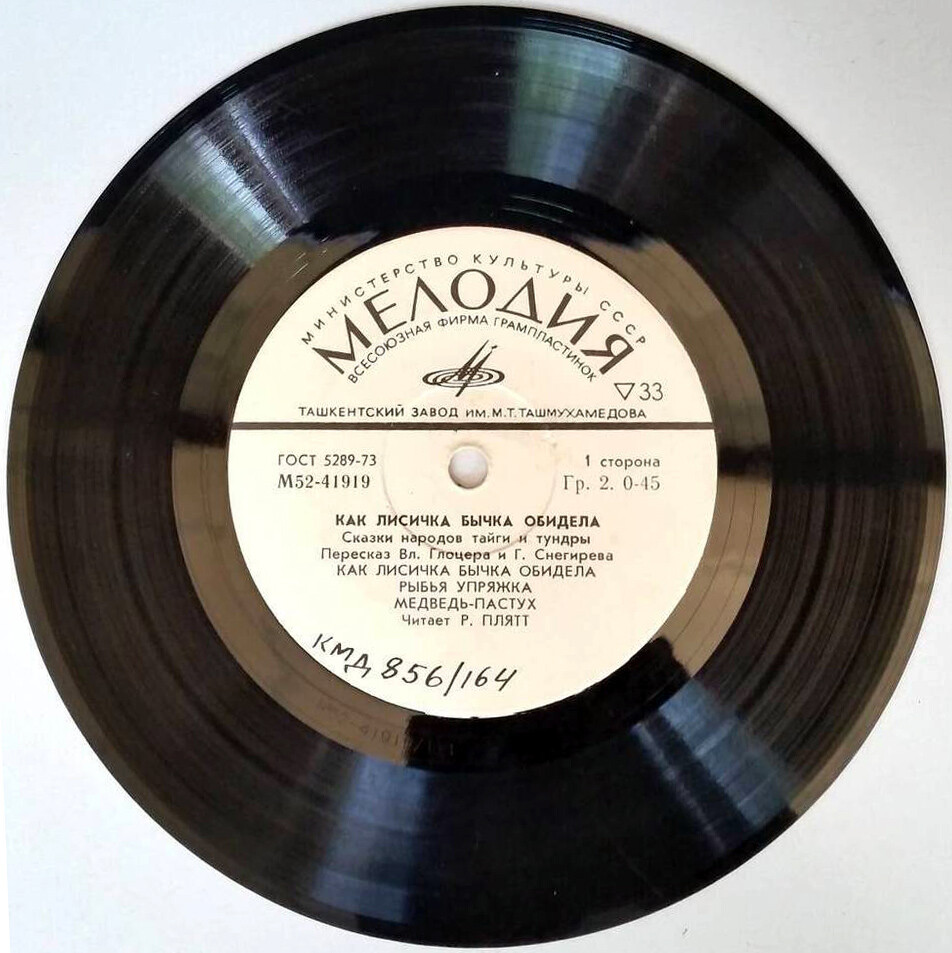 МИНИСТЕРСТВО КУЛЬТУРЫ СССР
МЕЛОДИЯ
ВСЕСОЮЗНАЯ ФИРМА ГРАМПЛАСТИНОК
33
ТАШКЕНТСКИЙ ЗАВОД ИМ. М.Т. ТАШМУХАМЕДОВА
ГОСТ 5289-73
1 сторона
М52-41919
Гр. 2. 0-45
КАК ЛИСИЧКА БЫЧКА ОБИДЕЛА
Сказки народов тайги и тундры
Пересказ Вл. Глоцера и Г. Снегирева
КАК ЛИСИЧКА БЫЧКА ОБИДЕЛА
РЫБЬЯ УПРЯЖКА
МЕДВЕДЬ-ПАСТУХ
Читает Р. ПЛЯТТ
КМД 856/164